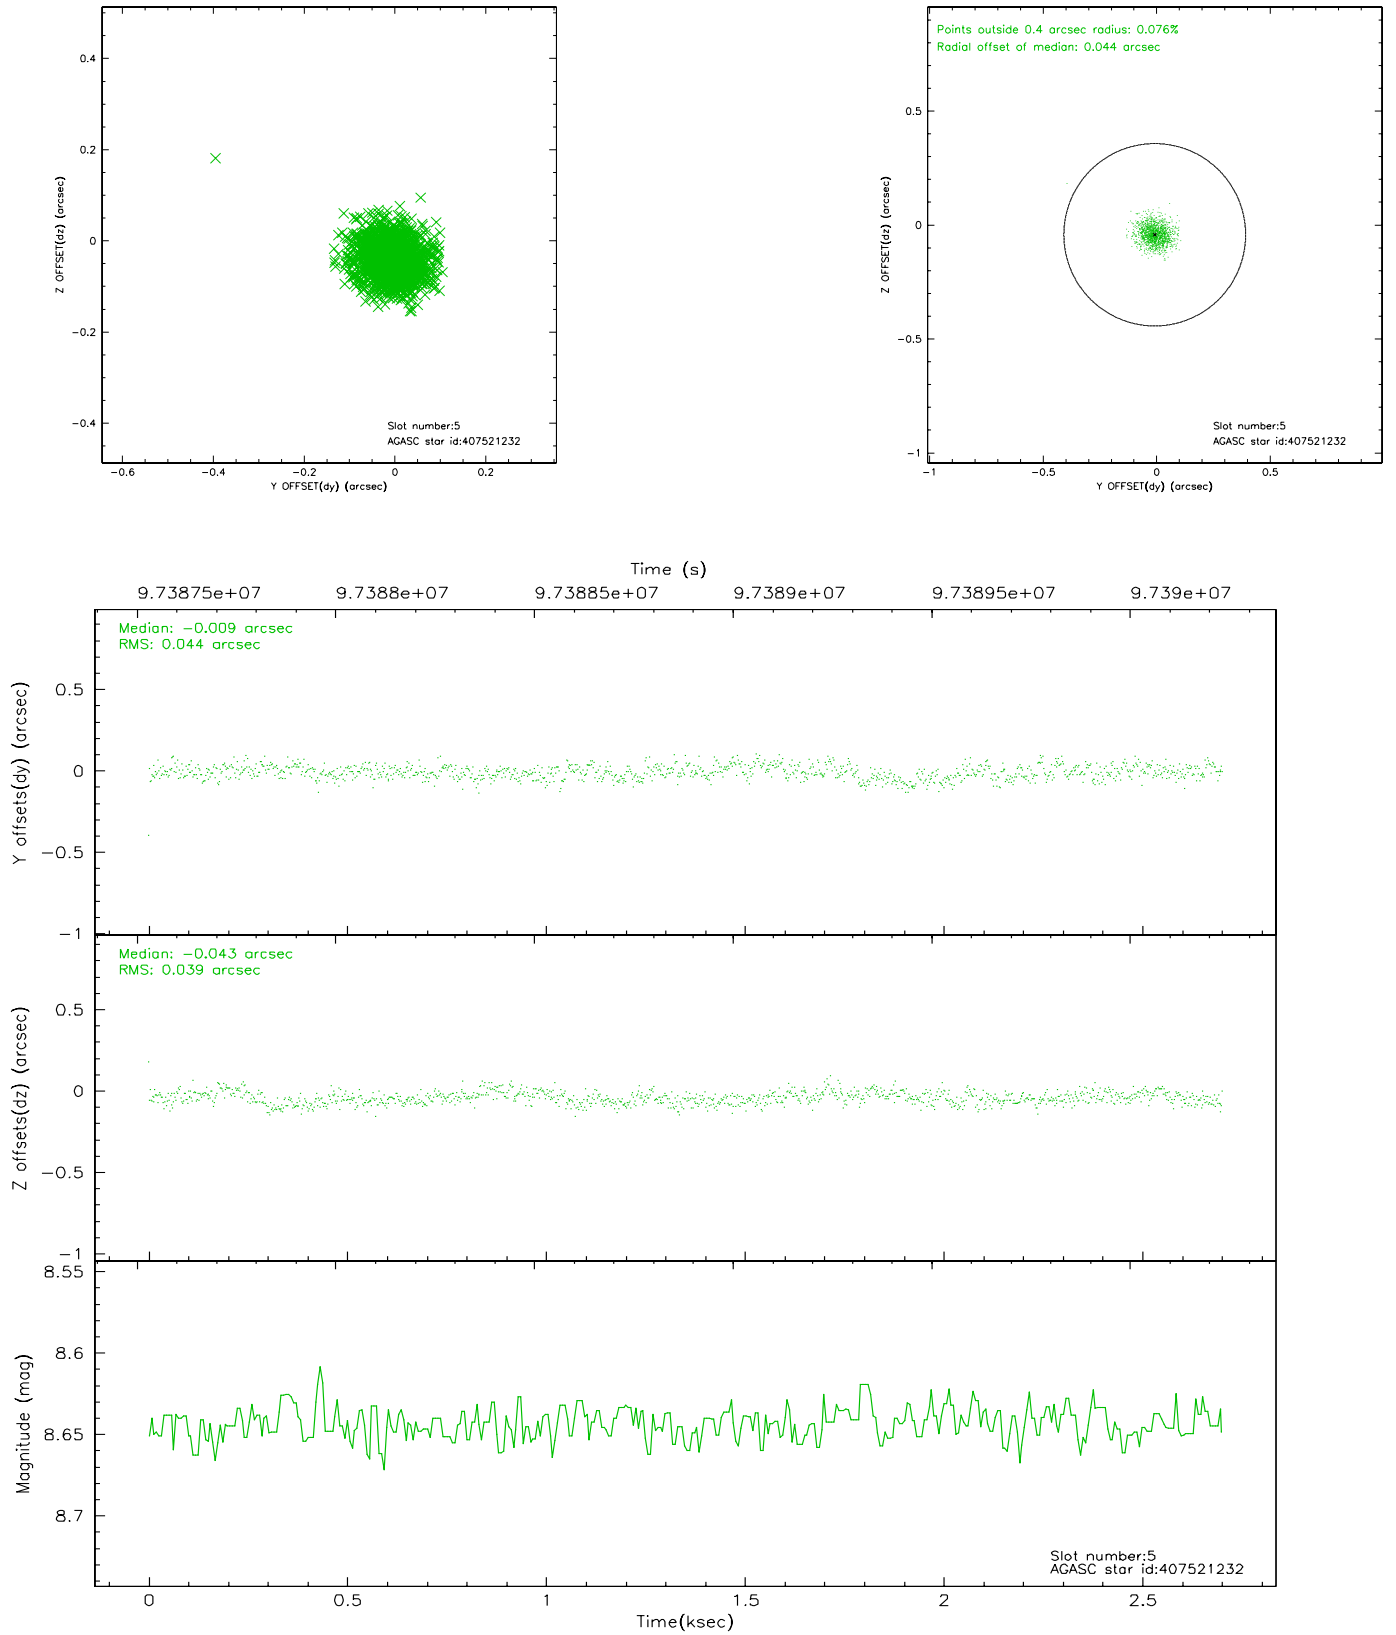 0.4
0.2
0
-0.2
-0.4
Z OFFSET(dz) (arcsec)
Slot number:5
AGASC star id:407521232
-0.6 -0.4 -0.2 0 0.2
Y OFFSET(dy) (arcsec)
Points outside 0.4 arcsec radius: 0.076%
Radial offset of median: 0.044 arcsec
0.5
0
-0.5
-1
Z OFFSET(dz) (arcsec)
Slot number:5
AGASC star id:407521232
-1 -0.5 0 0.5
Y OFFSET(dy) (arcsec)
Time (s)
9.73875e+07 9.7388e+07 9.73885e+07 9.7389e+07 9.73895e+07 9.739e+07
Median: -0.009 arcsec
RMS: 0.044 arcsec
0.5
0
-0.5
-1
Y offsets(dy) (arcsec)
Median: -0.043 arcsec
RMS: 0.039 arcsec
0.5
0
-0.5
-1
Z offsets(dz) (arcsec)
8.55
8.6
8.65
8.7
Magnitude (mag)
Slot number:5
AGASC star id:407521232
0 0.5 1 1.5 2 2.5
Time(ksec)